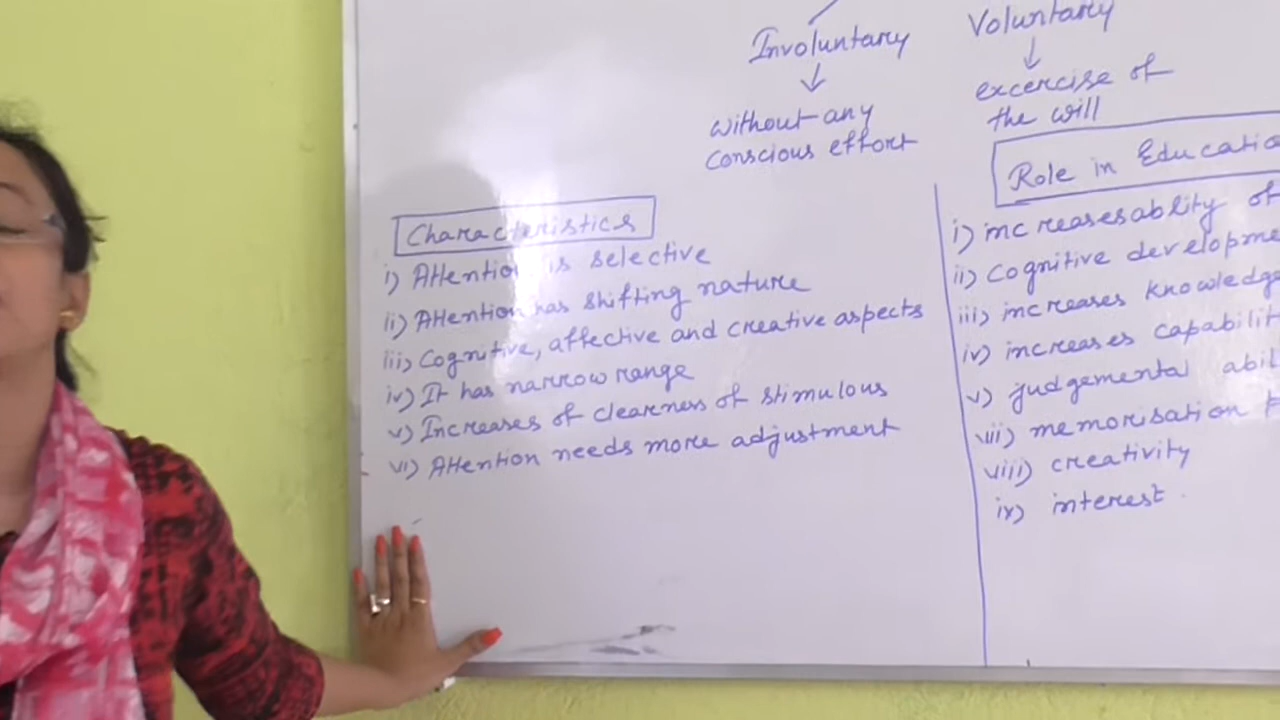 Involuntary
without any
conscious effort
Voluntary
excercise of
the will
Characteristics
i) Attention is selective
ii) Attention has shifting nature
iii) Cognitive, affective and creative aspects
iv) It has narrow range
v) Increases of clearness of stimulous
vi) Attention needs more adjustment
Role in Educatio
i) increases ablity of
ii) Cognitive developme
iii) increases knowledge
iv) increases capabilit
v) judgemental abil
vii) memorisation
viii) creativity
ix) interest.